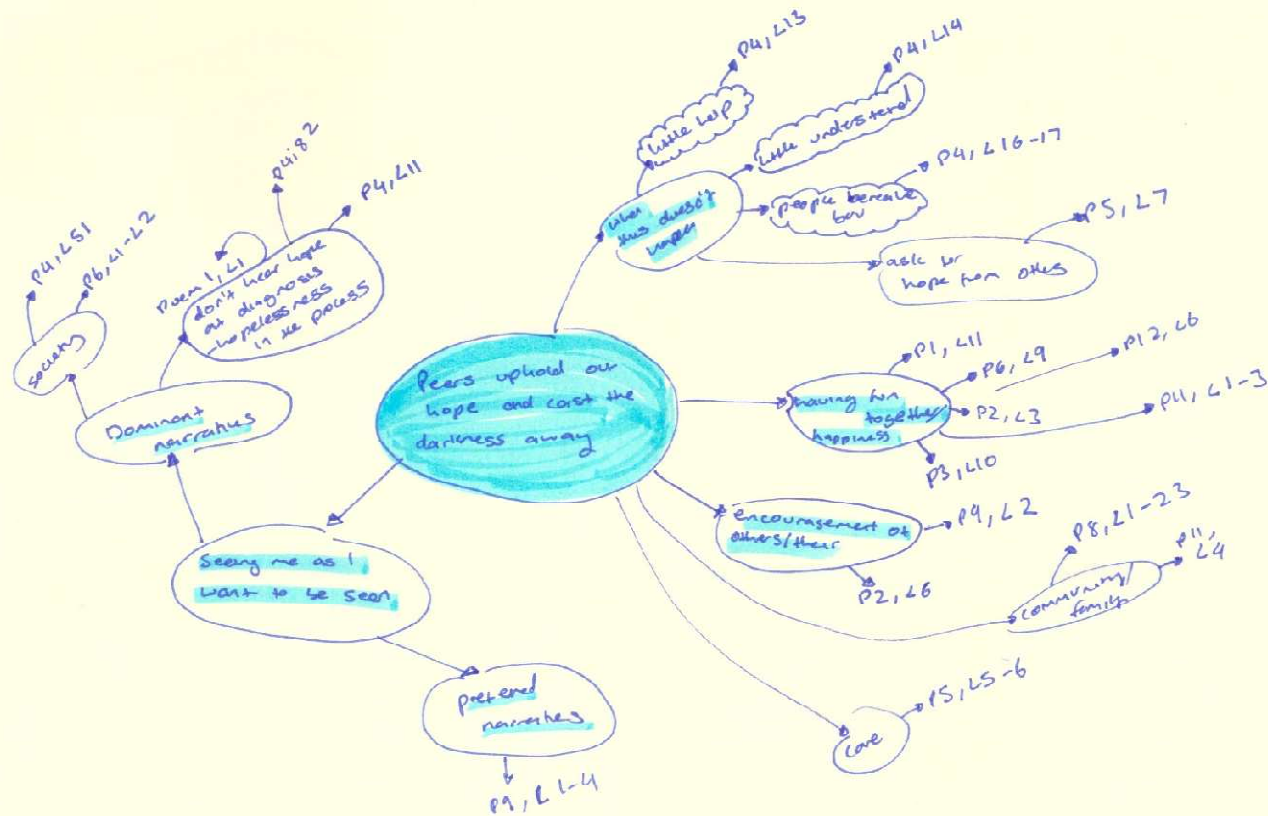 P4, L13
P4, L14
little help
little understand
P4, L16-17
people
P5, L7
when
this doesn't
happen
ask for
hope from others
P4, L51
P6, L1-L2
society
P4, L11
Poem 1, L1
don't hear hope
at diagnosis
- hopelessness
in the process
Dominant
narratives
Peers uphold our
hope and cast the
darkness away
P1, L11
P6, L9
P12, L6
P2, L3
P11, L1-3
P3, L10
having fun
together/
happiness
encouragement of
others/their
P9, L2
P2, L6
P8, L1-23
P11,
L4
community/
family
Seeing me as I
want to be seen
preferred
narratives
P9, L1-4
P5, L5-6
Love